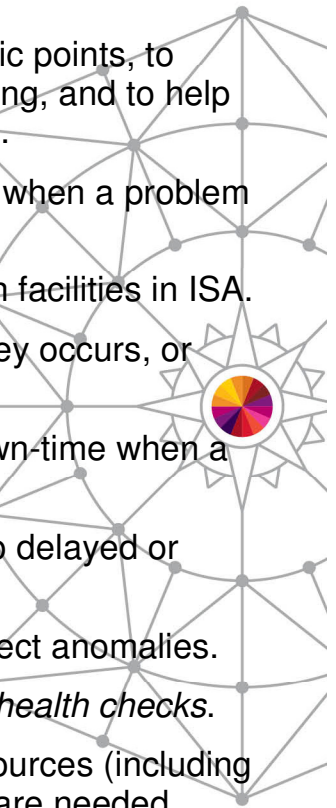 ic points, to
ng, and to help
.
when a problem
n facilities in ISA.
ey occurs, or
wn-time when a
o delayed or
ect anomalies.
health checks.
ources (including
are needed